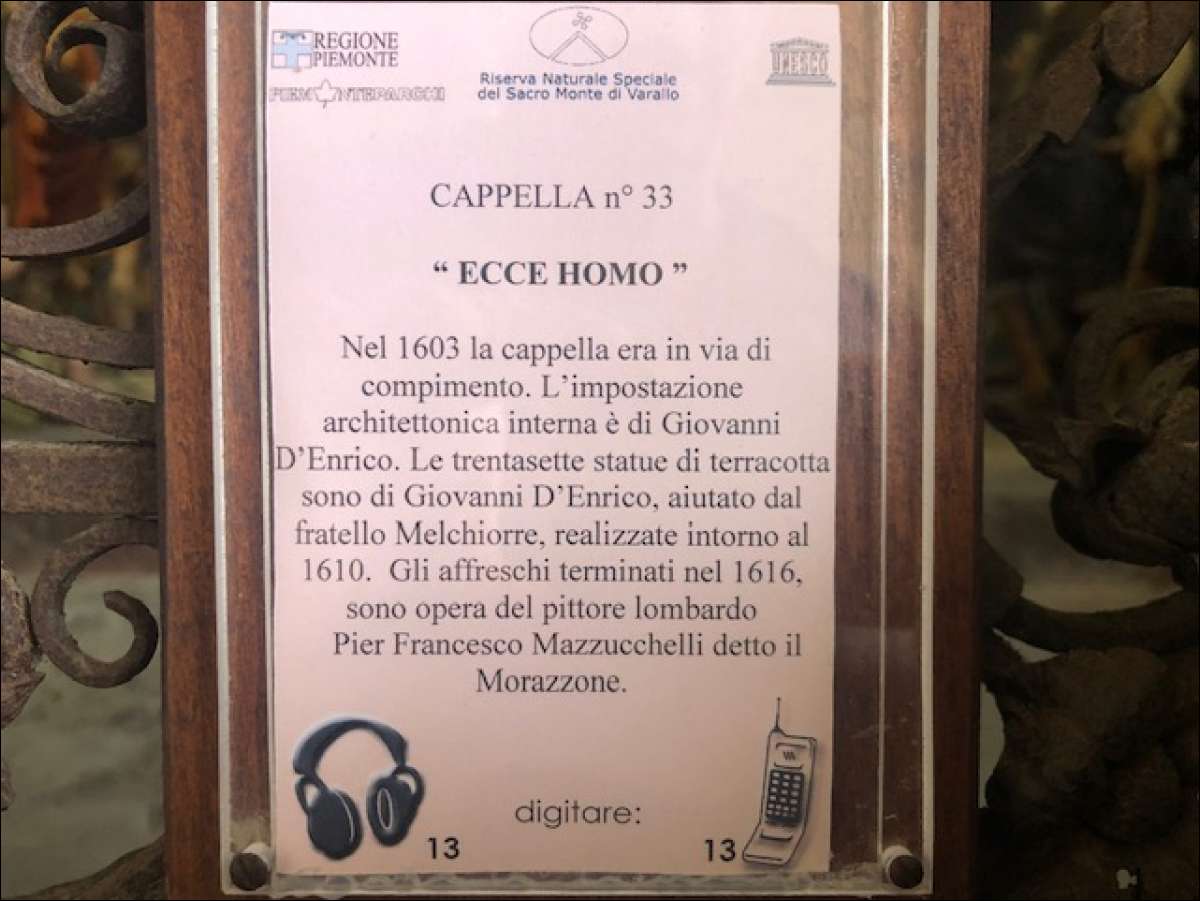 REGIONE
PIEMONTE
PIEMONTEPARCHI
Riserva Naturale Speciale
del Sacro Monte di Varallo
UNESCO
CAPPELLA n° 33
“ ECCE HOMO ”
Nel 1603 la cappella era in via di
compimento. L’impostazione
architettonica interna è di Giovanni
D’Enrico. Le trentasette statue di terracotta
sono di Giovanni D’Enrico, aiutato dal
fratello Melchiorre, realizzate intorno al
1610. Gli affreschi terminati nel 1616,
sono opera del pittore lombardo
Pier Francesco Mazzucchelli detto il
Morazzone.
digitare:
13
13